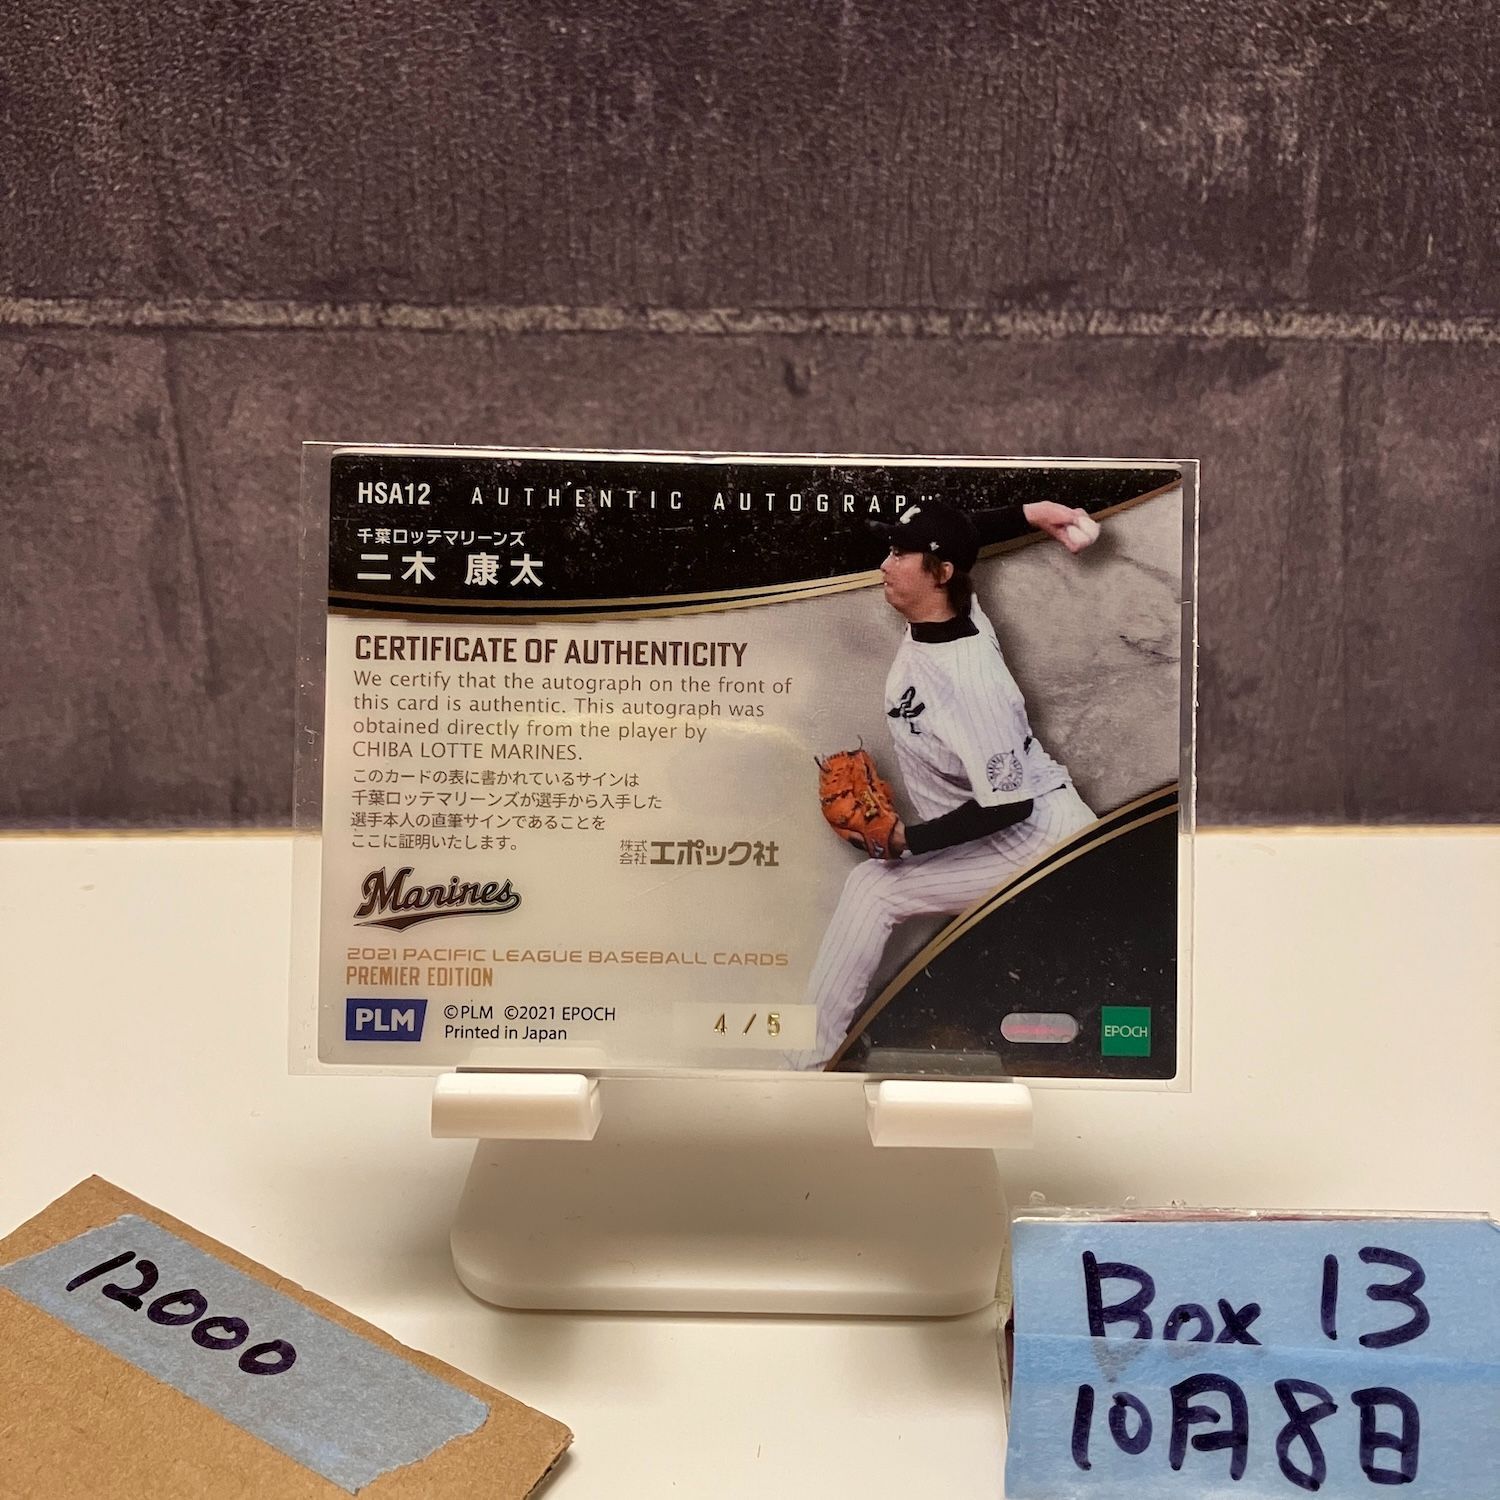 HSA12 AUTHENTIC AUTOGRAPH
千葉ロッテマリーンズ
二木 康太
CERTIFICATE OF AUTHENTICITY
We certify that the autograph on the front of
this card is authentic. This autograph was
obtained directly from the player by
CHIBA LOTTE MARINES.
このカードの表に書かれているサインは
千葉ロッテマリーンズが選手から入手した
選手本人の直筆サインであることを
ここに証明いたします。
株式会社エポック社
Marines
2021 PACIFIC LEAGUE BASEBALL CARDS
PREMIER EDITION
PLM
©PLM ©2021 EPOCH
Printed in Japan
4 / 5
EPOCH
12000
Box 13
10月8日